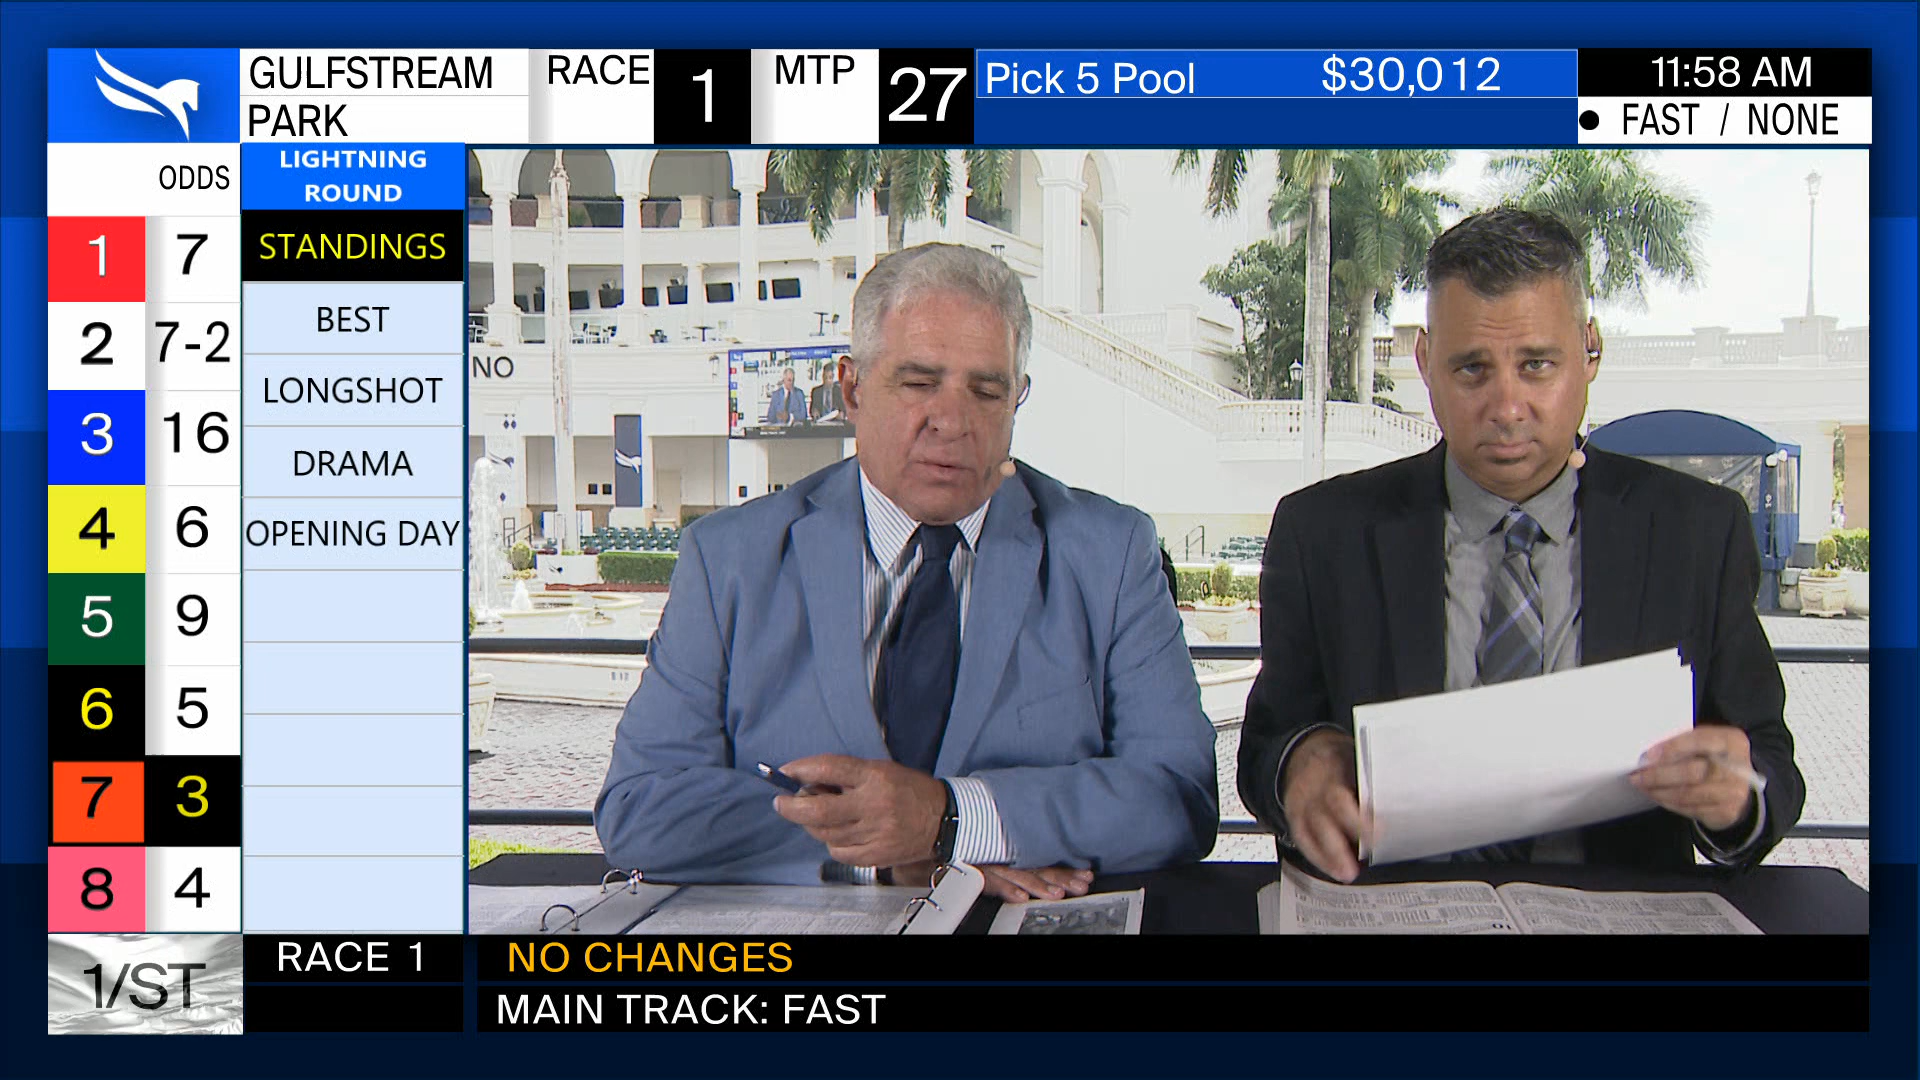 GULFSTREAM
PARK
RACE 1
MTP 27
Pick 5 Pool $30,012
11:58 AM
FAST / NONE
ODDS
1 7
2 7-2
3 16
4 6
5 9
6 5
7 3
8 4
LIGHTNING
ROUND
STANDINGS
BEST
LONGSHOT
DRAMA
OPENING DAY
NO
1/ST
RACE 1
NO CHANGES
MAIN TRACK: FAST